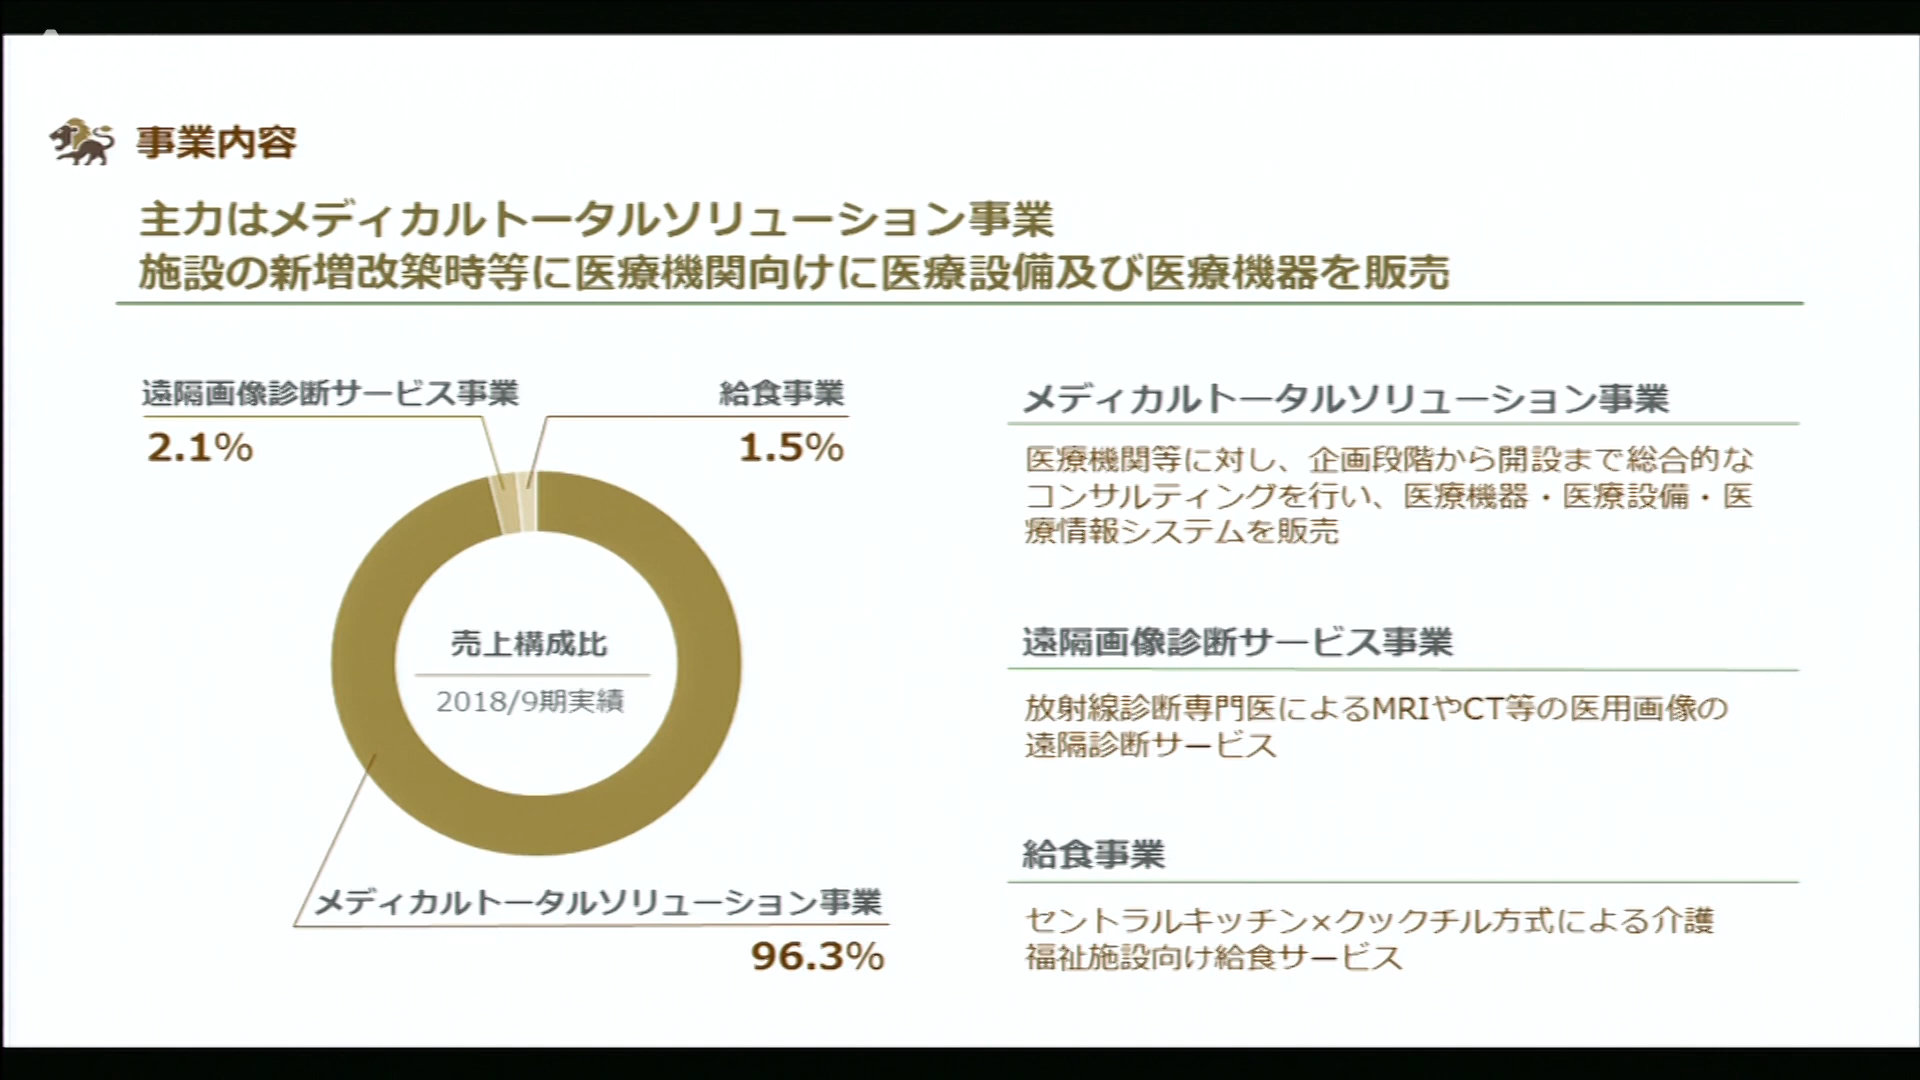 事業内容
主力はメディカルトータルソリューション事業
施設の新増改築時等に医療機関向けに医療設備及び医療機器を販売
遠隔画像診断サービス事業
2.1%
給食事業
1.5%
売上構成比
2018/9期実績
メディカルトータルソリューション事業
96.3%
メディカルトータルソリューション事業
医療機関等に対し、企画段階から開設まで総合的な
コンサルティングを行い、医療機器・医療設備・医
療情報システムを販売
遠隔画像診断サービス事業
放射線診断専門医によるMRIやCT等の医用画像の
遠隔診断サービス
給食事業
セントラルキッチン×クックチル方式による介護
福祉施設向け給食サービス